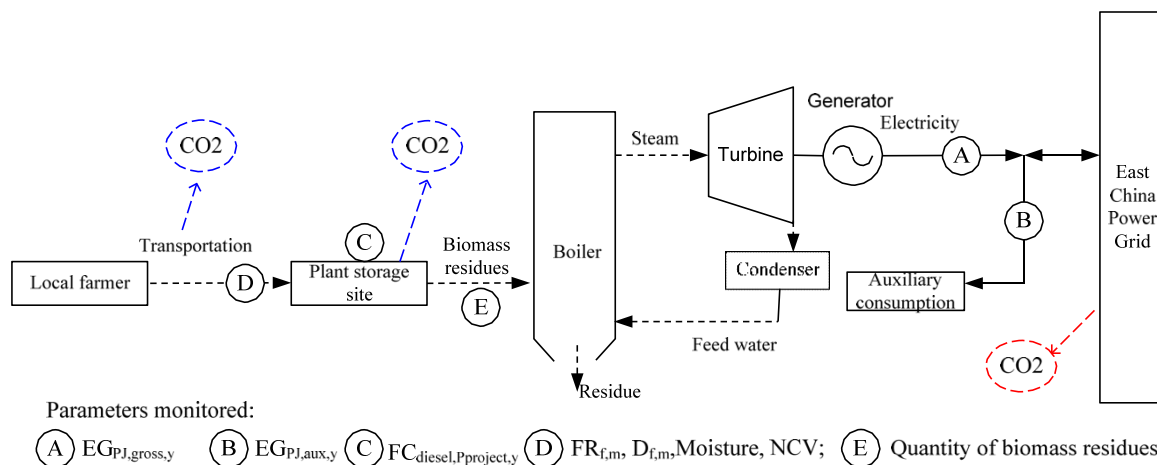 CO2
CO2
Transportation
Local farmer
D
C
Plant storage
site
Biomass
residues
E
Boiler
Steam
Turbine
Generator
Electricity
A
B
East
China
Power
Grid
Condenser
Auxiliary
consumption
Feed water
Residue
CO2
Parameters monitored:
A EGPJ,gross,y B EGPJ,aux,y C FCdiesel,Pproject,y D FRf,m, Df,m,Moisture, NCV; E Quantity of biomass residues